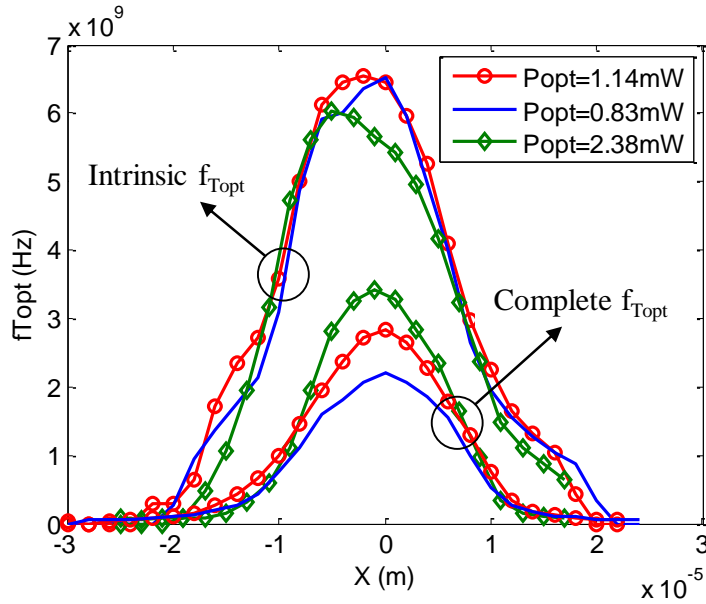 x 10^9
7
6
5
4
3
2
1
0
fTopt (Hz)
Popt=1.14mW
Popt=0.83mW
Popt=2.38mW
Intrinsic f_Topt
Complete f_Topt
-3 -2 -1 0 1 2 3
X (m)
x 10^-5